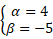 α = 4
β = −5